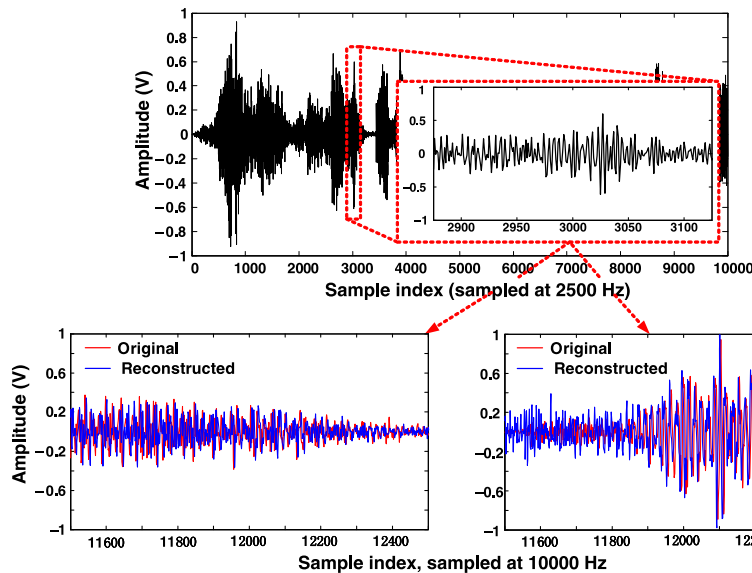 1
0.8
0.6
0.4
0.2
0
−0.2
−0.4
−0.6
−0.8
−1
Amplitude (V)
1
0.5
0
−0.5
−1
2900 2950 3000 3050 3100
0 1000 2000 3000 4000 5000 6000 7000 8000 9000 10000
Sample index (sampled at 2500 Hz)
1
0.6
0.2
−0.2
−0.6
−1
Amplitude (V)
Original
Reconstructed
11600 11800 12000 12200 12400
1
0.6
0.2
−0.2
−0.6
−1
Original
Reconstructed
11600 11800 12000 122
Sample index, sampled at 10000 Hz